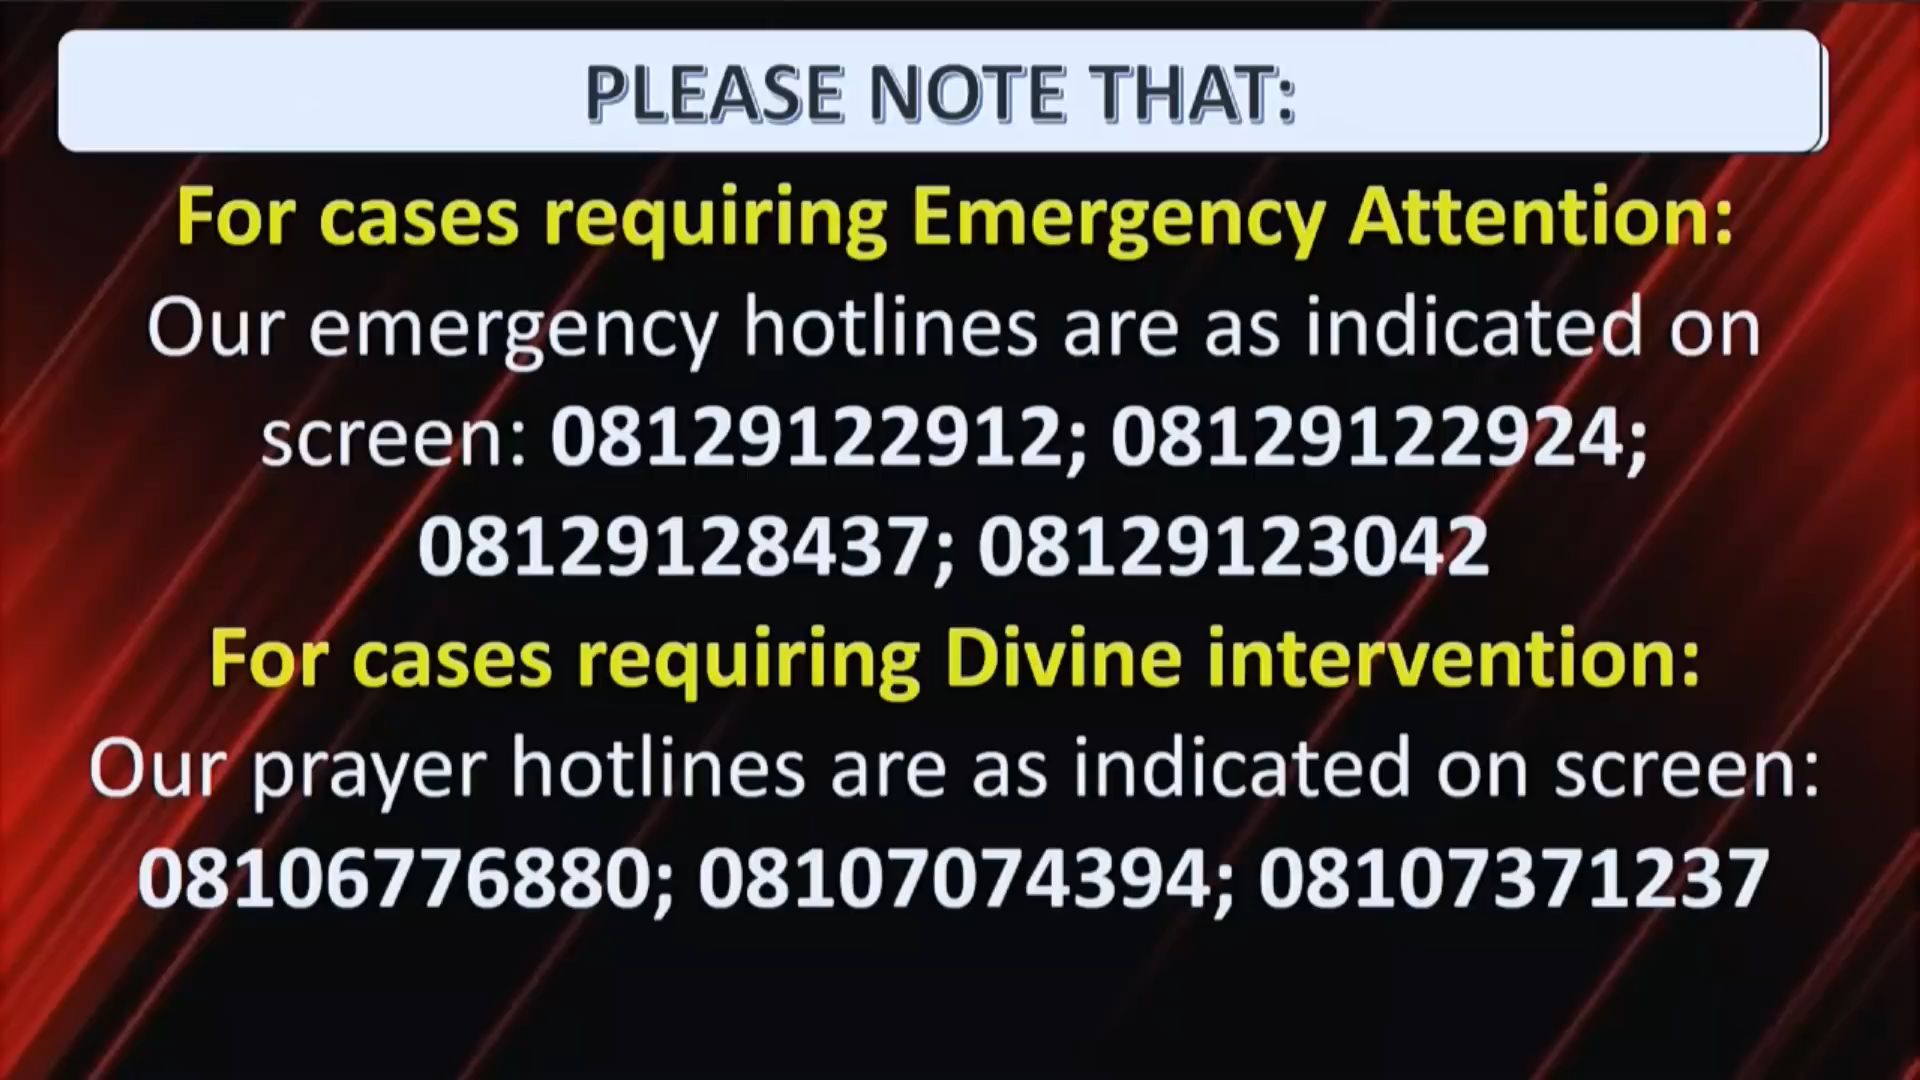 PLEASE NOTE THAT:
For cases requiring Emergency Attention:
Our emergency hotlines are as indicated on
screen: 08129122912; 08129122924;
08129128437; 08129123042
For cases requiring Divine intervention:
Our prayer hotlines are as indicated on screen:
08106776880; 08107074394; 08107371237